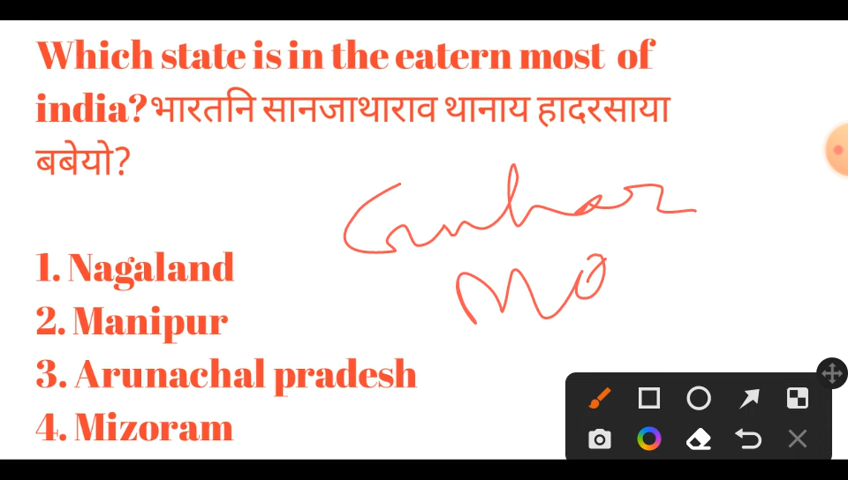 Which state is in the eatern most of
india?भारतनि सानजाथाराव थानाय हादरसाया
बबेयो?
1. Nagaland
2. Manipur
3. Arunachal pradesh
4. Mizoram